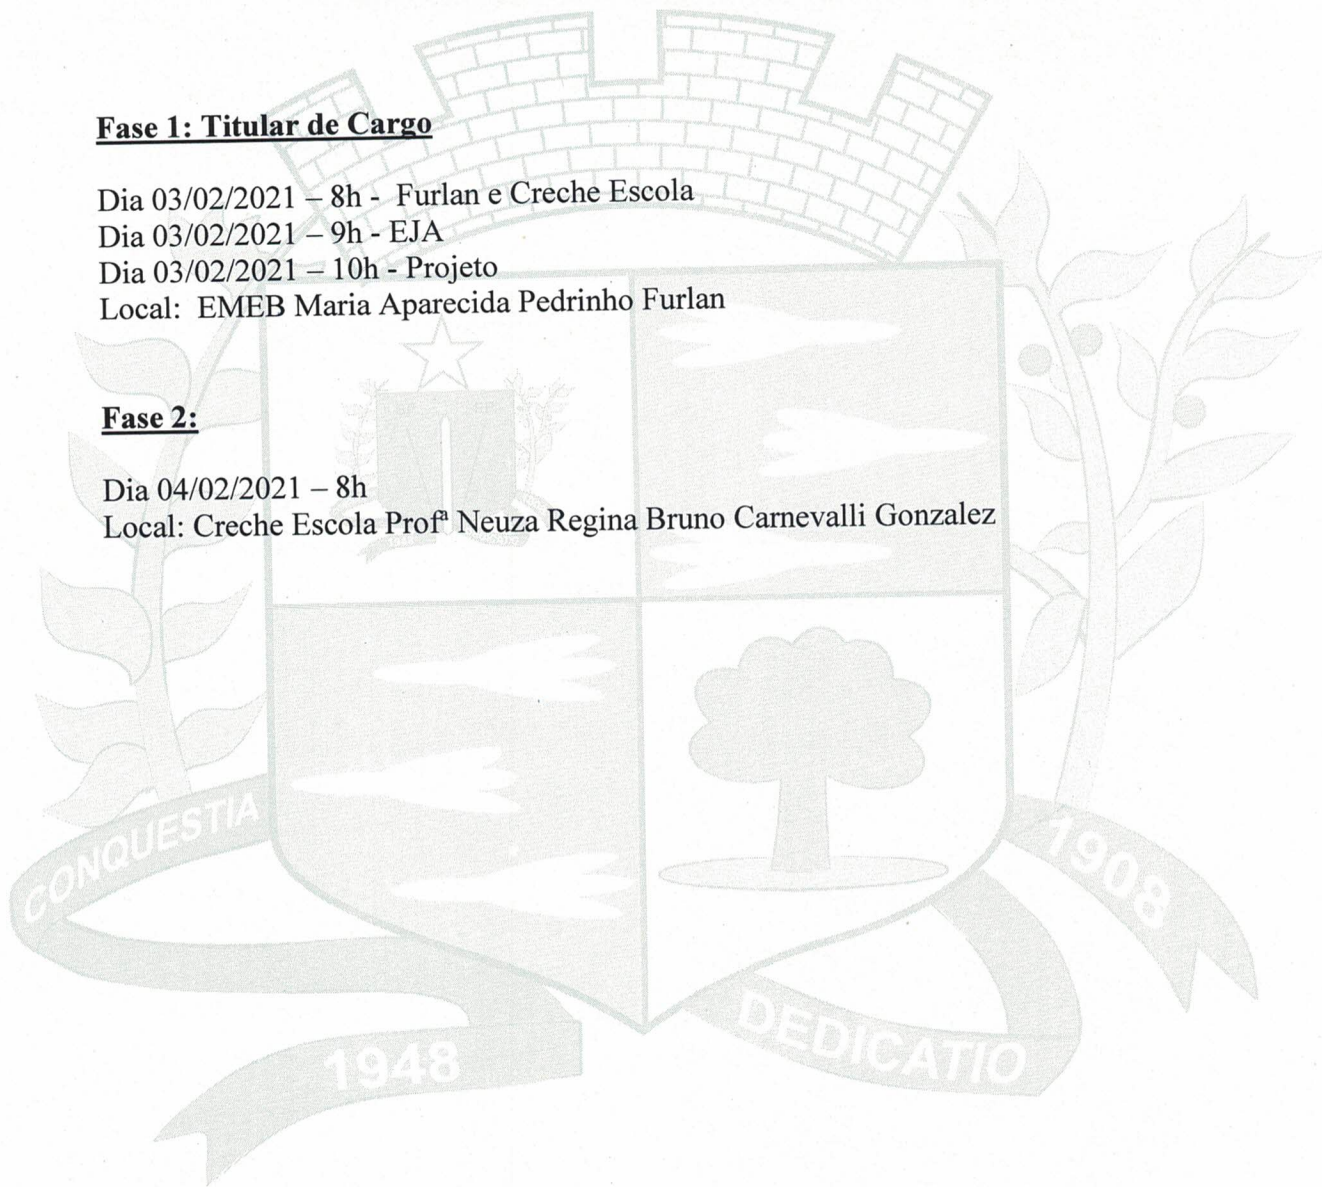 Fase 1: Titular de Cargo
Dia 03/02/2021 – 8h -  Furlan e Creche Escola
Dia 03/02/2021 – 9h - EJA
Dia 03/02/2021 – 10h - Projeto
Local:  EMEB Maria Aparecida Pedrinho Furlan
Fase 2:
Dia 04/02/2021 – 8h
Local: Creche Escola Profª Neuza Regina Bruno Carnevalli Gonzalez
CONQUESTIA
1908
1948
DEDICATIO